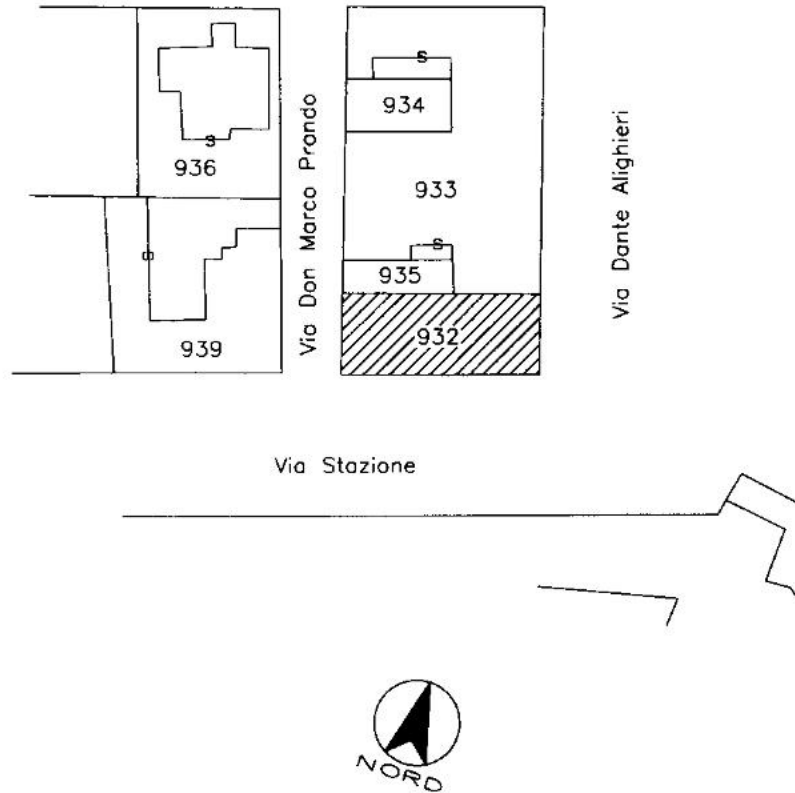 934
936
933
935
932
939
Via Don Marco Prando
Via Dante Alighieri
Via Stazione
NORD
s
s
s
s